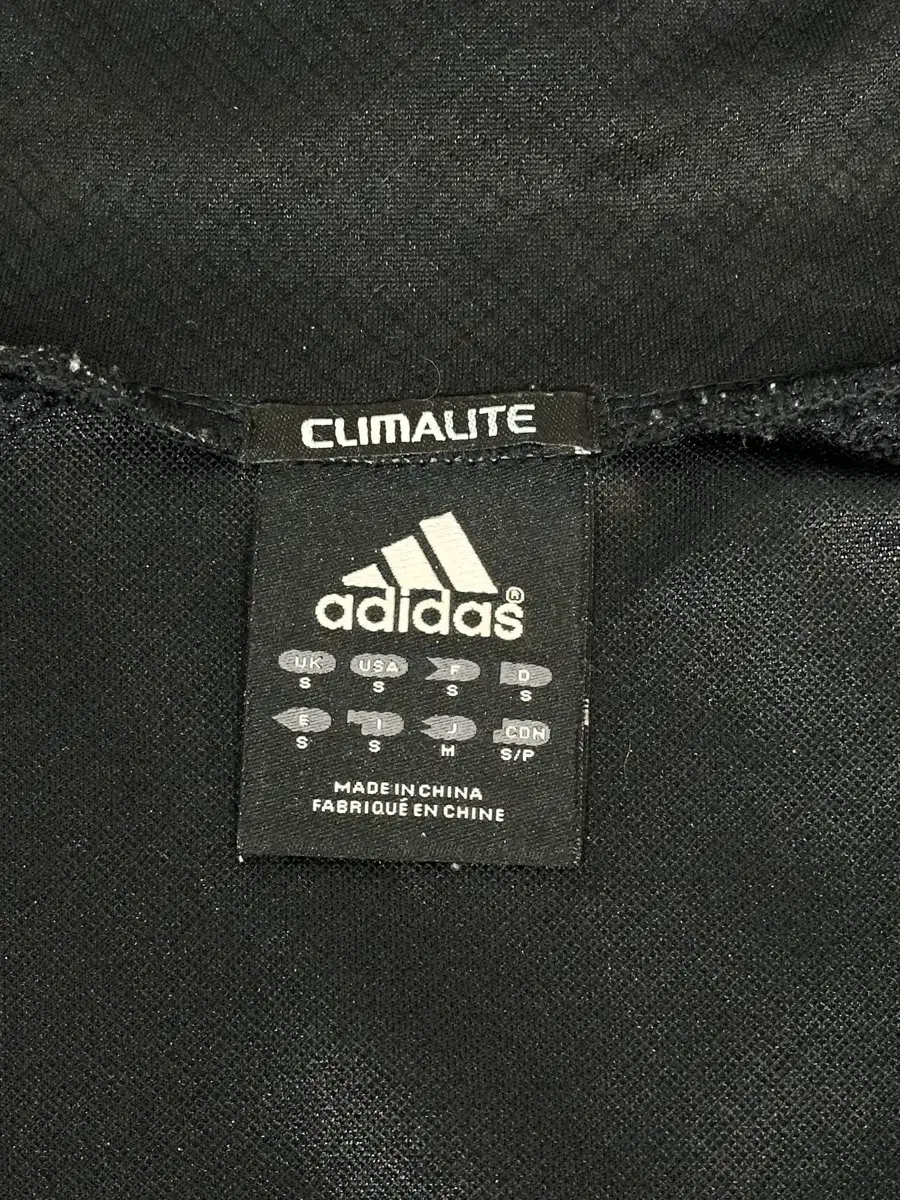 CLIMALITE
adidas®
UK USA F D
S S S S
E I J CDN
S S M S/P
MADE IN CHINA
FABRIQUÉ EN CHINE